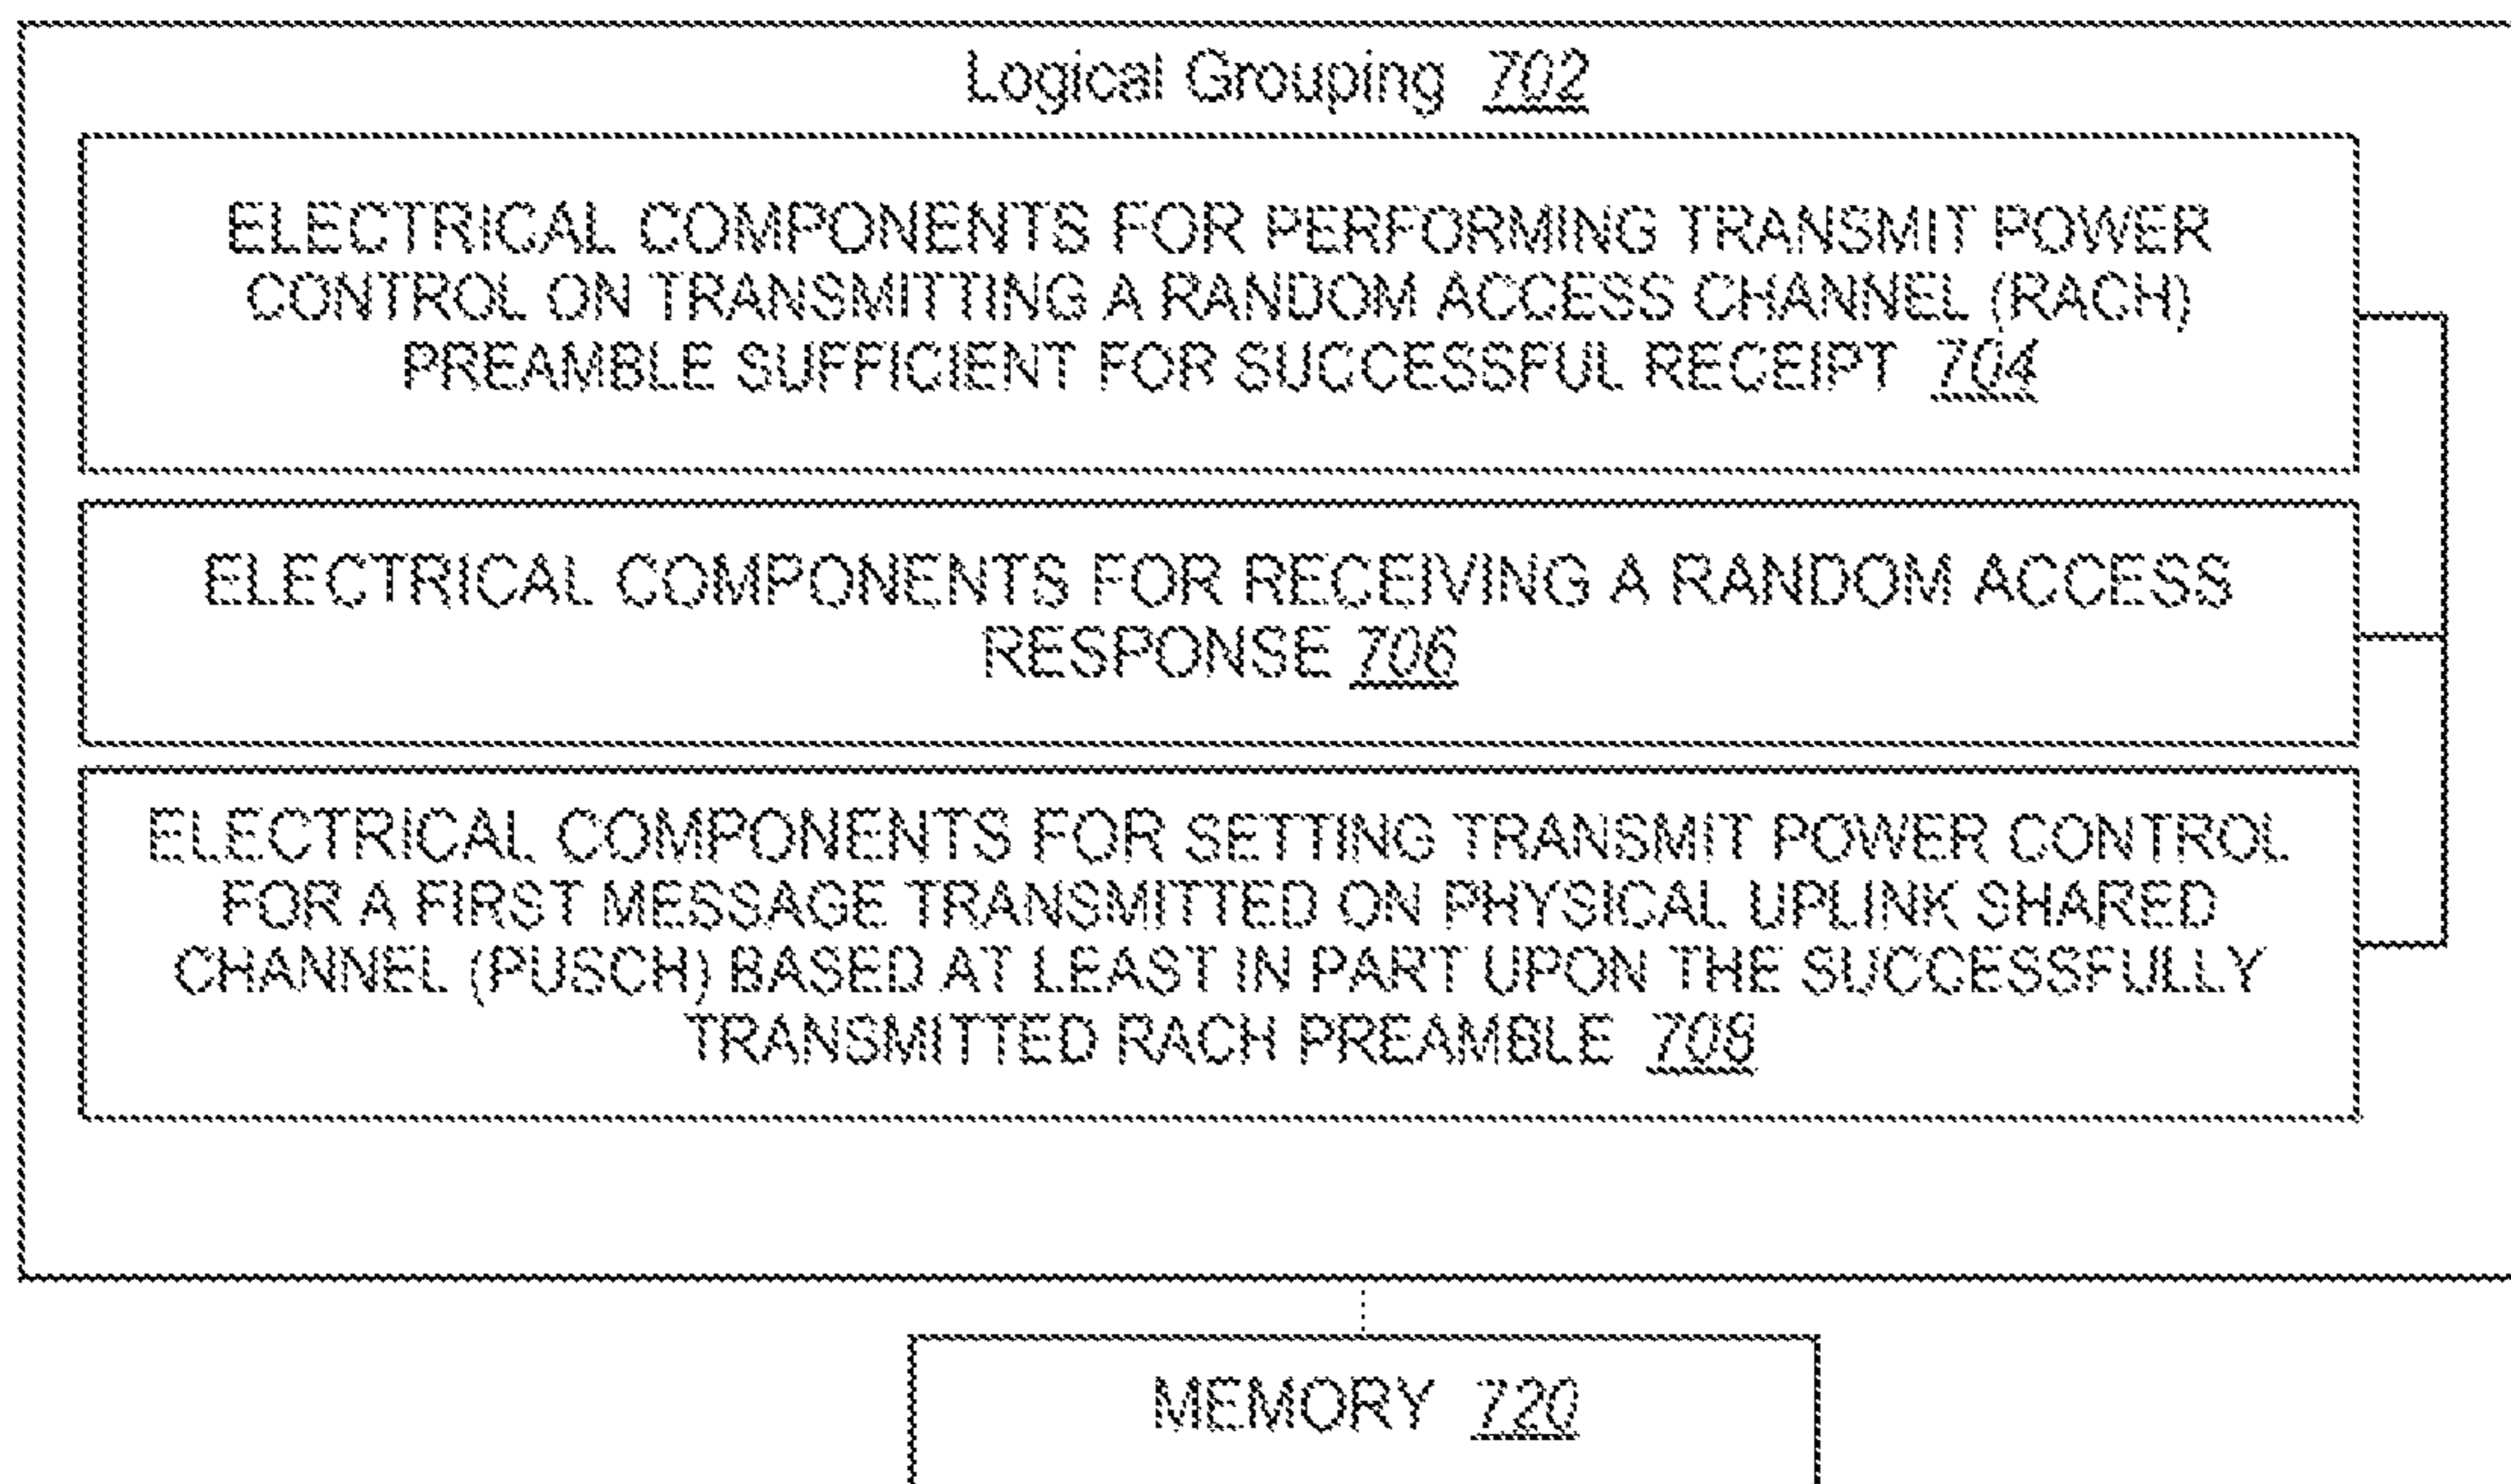 Logical Grouping 702
ELECTRICAL COMPONENTS FOR PERFORMING TRANSMIT POWER
CONTROL ON TRANSMITTING A RANDOM ACCESS CHANNEL (RACH)
PREAMBLE SUFFICIENT FOR SUCCESSFUL RECEIPT 704
ELECTRICAL COMPONENTS FOR RECEIVING A RANDOM ACCESS
RESPONSE 706
ELECTRICAL COMPONENTS FOR SETTING TRANSMIT POWER CONTROL
FOR A FIRST MESSAGE TRANSMITTED ON PHYSICAL UPLINK SHARED
CHANNEL (PUSCH) BASED AT LEAST IN PART UPON THE SUCCESSFULLY
TRANSMITTED RACH PREAMBLE 708
MEMORY 720